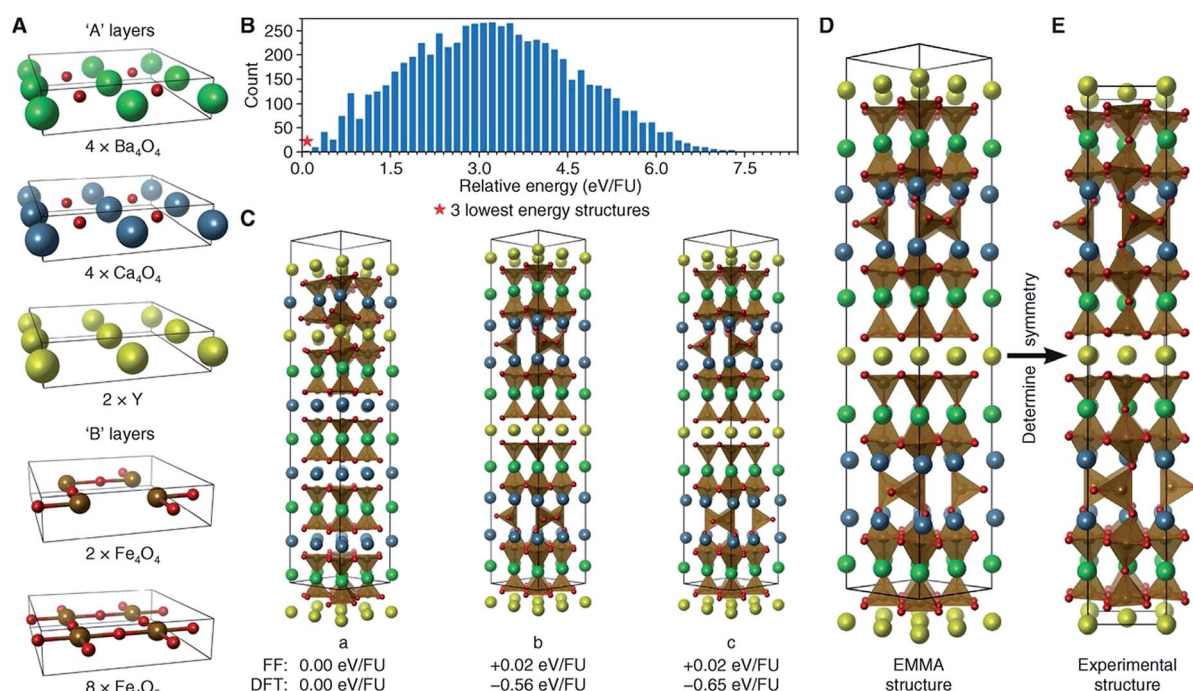 A
'A' layers
4 × Ba₄O₄
4 × Ca₄O₄
2 × Y
'B' layers
2 × Fe₄O₄
B
Count
250
200
150
100
50
0
0.0 1.5 3.0 4.5 6.0 7.5
Relative energy (eV/FU)
★ 3 lowest energy structures
C
a b c
FF: 0.00 eV/FU +0.02 eV/FU +0.02 eV/FU
DFT: 0.00 eV/FU −0.56 eV/FU −0.65 eV/FU
D
EMMA
structure
Determine symmetry
E
Experimental
structure